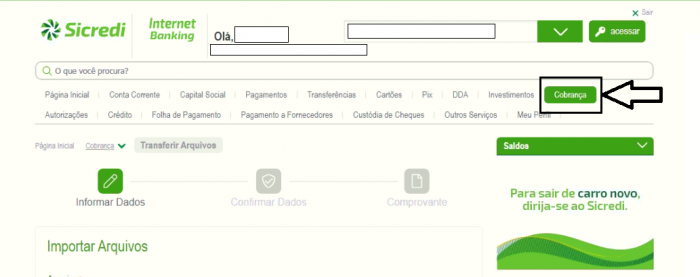 Sair
Sicredi
Internet
Banking
Olá,
acessar
O que você procura?
Página Inicial Conta Corrente Capital Social Pagamentos Transferências Cartões Pix DDA Investimentos Cobrança
Autorizações Crédito Folha de Pagamento Pagamento a Fornecedores Custódia de Cheques Outros Serviços Meu Perfil
Página Inicial Cobrança Transferir Arquivos
Saldos
Informar Dados Confirmar Dados Comprovante
Para sair de carro novo,
dirija-se ao Sicredi.
Importar Arquivos